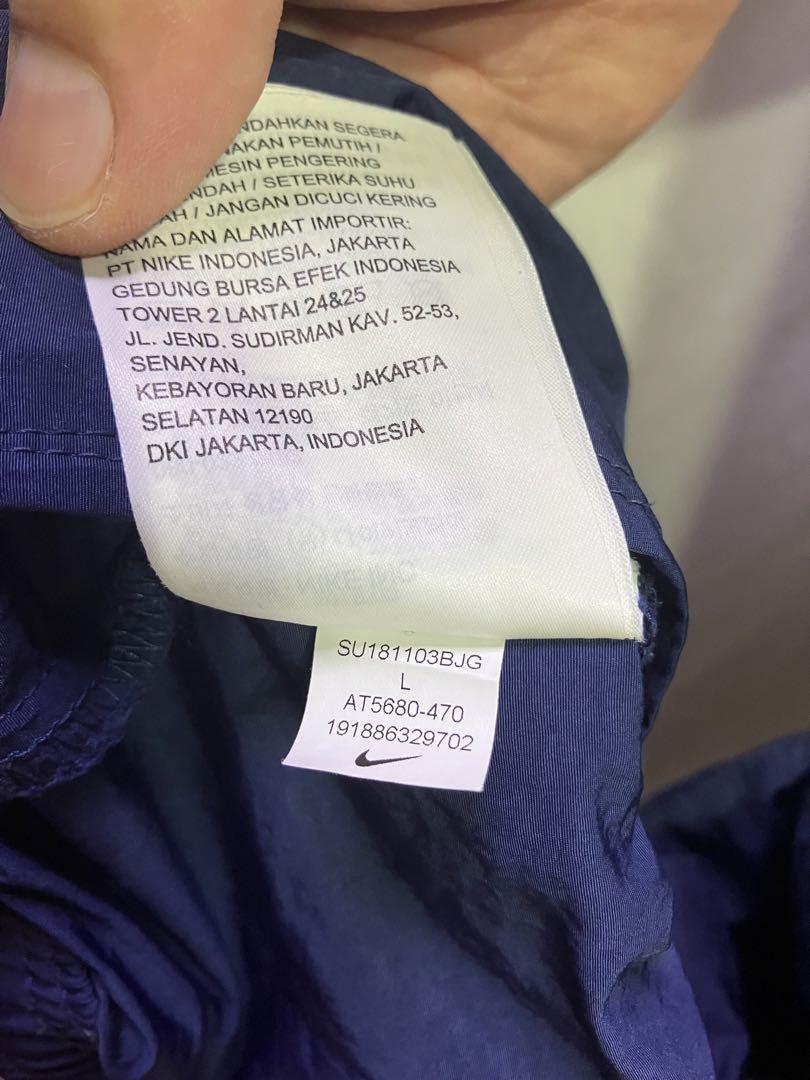 NDAHKAN SEGERA
NAKAN PEMUTIH /
MESIN PENGERING
NDAH / SETERIKA SUHU
AH / JANGAN DICUCI KERING
NAMA DAN ALAMAT IMPORTIR:
PT NIKE INDONESIA, JAKARTA
GEDUNG BURSA EFEK INDONESIA
TOWER 2 LANTAI 24&25
JL. JEND. SUDIRMAN KAV. 52-53,
SENAYAN,
KEBAYORAN BARU, JAKARTA
SELATAN 12190
DKI JAKARTA, INDONESIA
SU181103BJG
L
AT5680-470
191886329702